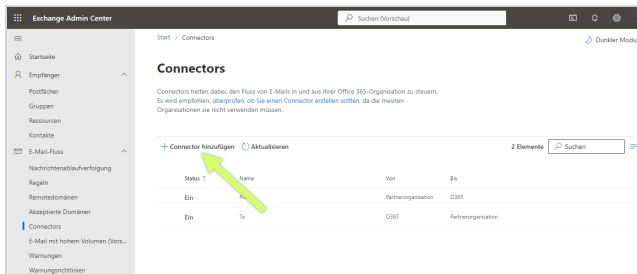 Exchange Admin Center
Suchen (Vorschau)
Start > Connectors
Dunkler Modu
Startseite
Empfänger
Postfächer
Gruppen
Ressourcen
Kontakte
E-Mail-Fluss
Nachrichtenablaufverfolgung
Regeln
Remotedomänen
Akzeptierte Domänen
Connectors
E-Mail mit hohem Volumen (Vors...
Warnungen
Warnungsrichtlinien
Connectors
Connectors helfen dabei, den Fluss von E-Mails in und aus Ihrer Office 365-Organisation zu steuern.
Es wird empfohlen, überprüfen, ob Sie einen Connector erstellen sollten, da die meisten
Organisationen sie nicht verwenden müssen.
+ Connector hinzufügen Aktualisieren 2 Elemente Suchen
Status ↑ Name Von Bis
Ein Partnerorganisation O365
Ein To O365 Partnerorganisation